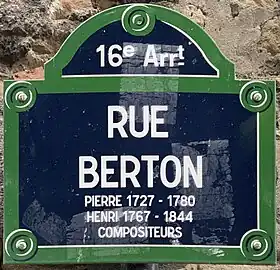 16e Arrt
RUE
BERTON
PIERRE 1727 - 1780
HENRI 1767 - 1844
COMPOSITEURS